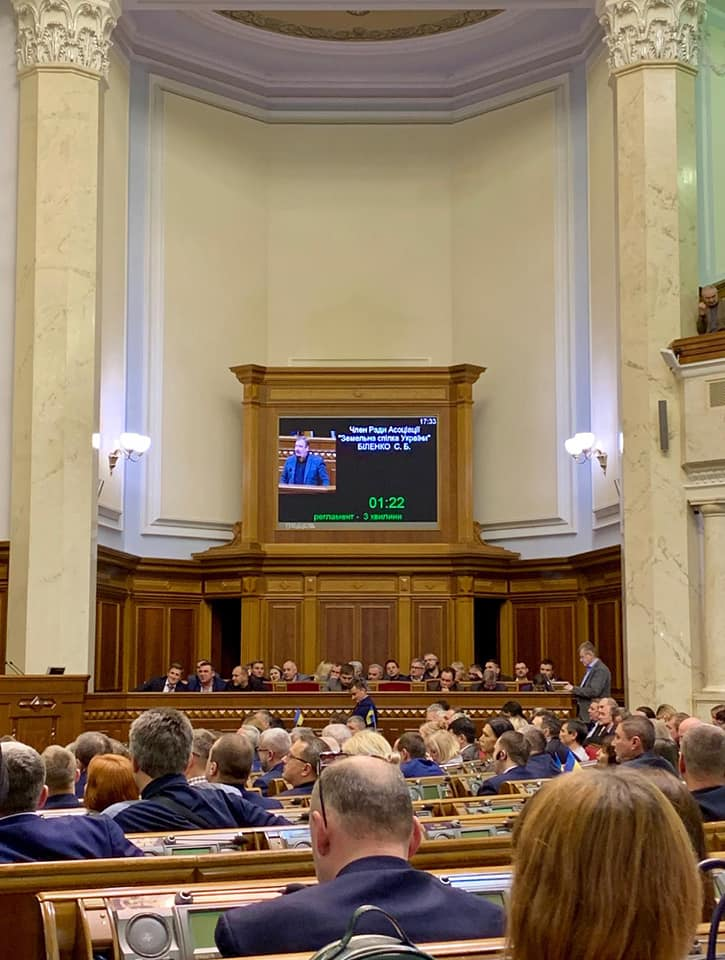 17:33
Член Ради Асоціації
"Земельна спілка України"
БІЛЕНКО С. Б.
01:22
регламент - 3 хвилини